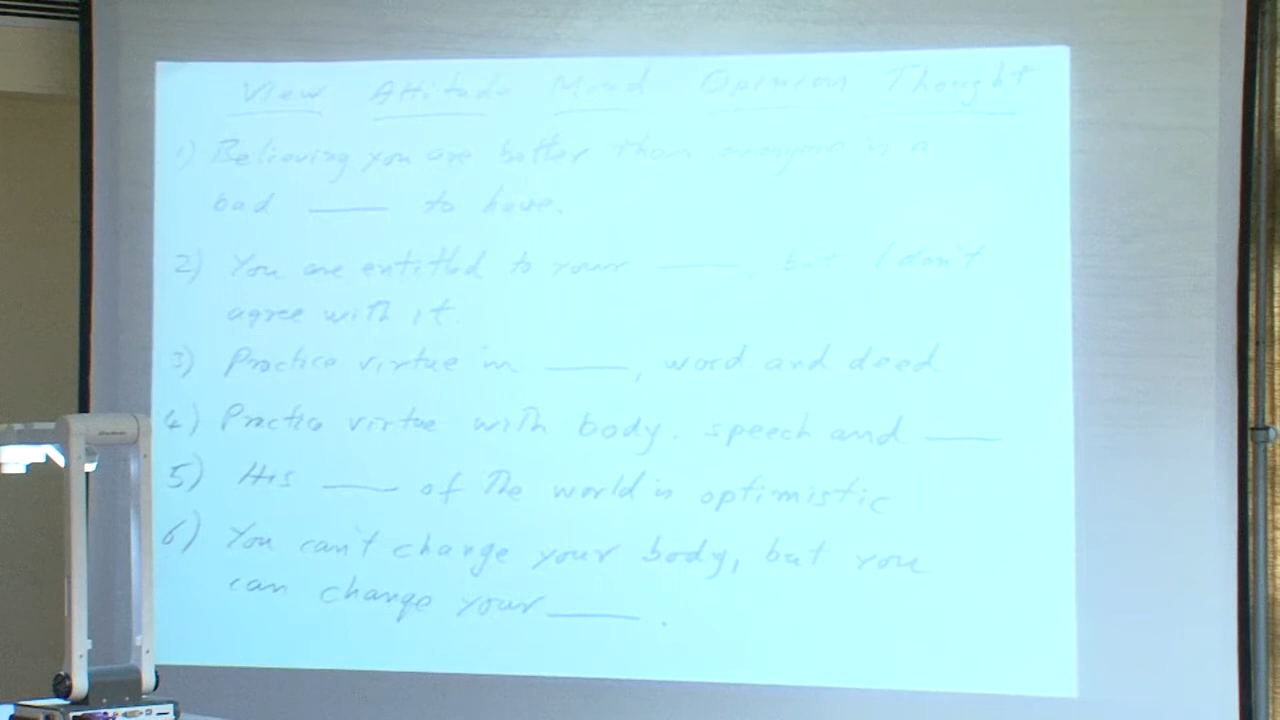 View Attitude Mind Opinion Thought
1) Believing you are better than everyone is a
bad ____ to have.
2) You are entitled to your ____, but I don't
agree with it.
3) Practice virtue in ____, word and deed
4) Practice virtue with body, speech and ____
5) His ____ of the world is optimistic
6) You can't change your body, but you
can change your ____.